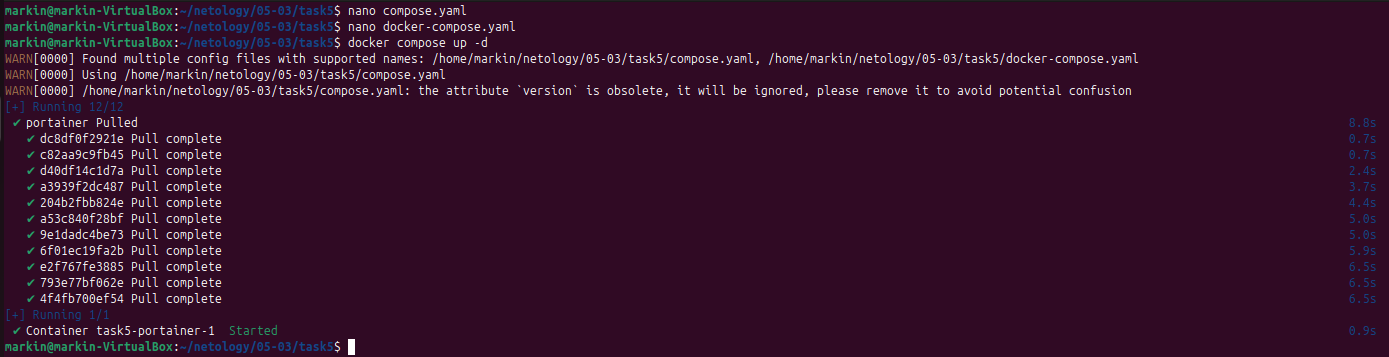 markin@markin-VirtualBox:~/netology/05-03/task5$ nano compose.yaml
markin@markin-VirtualBox:~/netology/05-03/task5$ nano docker-compose.yaml
markin@markin-VirtualBox:~/netology/05-03/task5$ docker compose up -d
WARN[0000] Found multiple config files with supported names: /home/markin/netology/05-03/task5/compose.yaml, /home/markin/netology/05-03/task5/docker-compose.yaml
WARN[0000] Using /home/markin/netology/05-03/task5/compose.yaml
WARN[0000] /home/markin/netology/05-03/task5/compose.yaml: the attribute `version` is obsolete, it will be ignored, please remove it to avoid potential confusion
[+] Running 12/12
✔ portainer Pulled 8.8s
✔ dc8df0f2921e Pull complete 0.7s
✔ c82aa9c9fb45 Pull complete 0.7s
✔ d40df14c1d7a Pull complete 2.4s
✔ a3939f2dc487 Pull complete 3.7s
✔ 204b2fbb824e Pull complete 4.4s
✔ a53c840f28bf Pull complete 5.0s
✔ 9e1dadc4be73 Pull complete 5.0s
✔ 6f01ec19fa2b Pull complete 5.9s
✔ e2f767fe3885 Pull complete 6.5s
✔ 793e77bf062e Pull complete 6.5s
✔ 4f4fb700ef54 Pull complete 6.5s
[+] Running 1/1
✔ Container task5-portainer-1 Started 0.9s
markin@markin-VirtualBox:~/netology/05-03/task5$